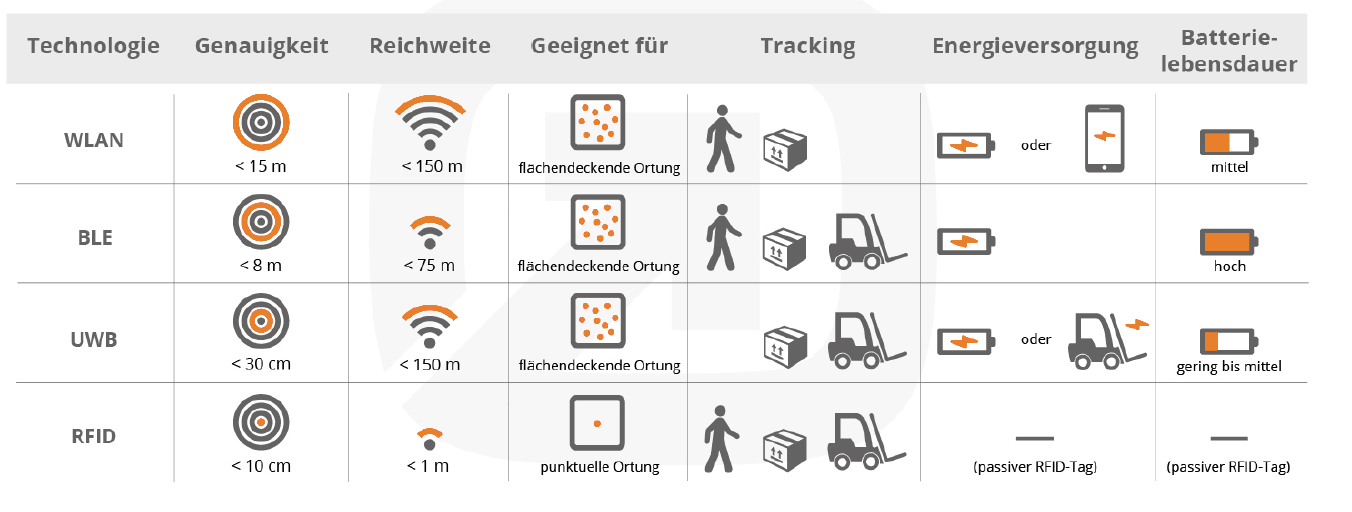 Technologie Genauigkeit Reichweite Geeignet für Tracking Energieversorgung Batterie-
lebensdauer
WLAN < 15 m < 150 m flächendeckende Ortung oder mittel
BLE < 8 m < 75 m flächendeckende Ortung hoch
UWB < 30 cm < 150 m flächendeckende Ortung oder gering bis mittel
RFID < 10 cm < 1 m punktuelle Ortung (passiver RFID-Tag) (passiver RFID-Tag)